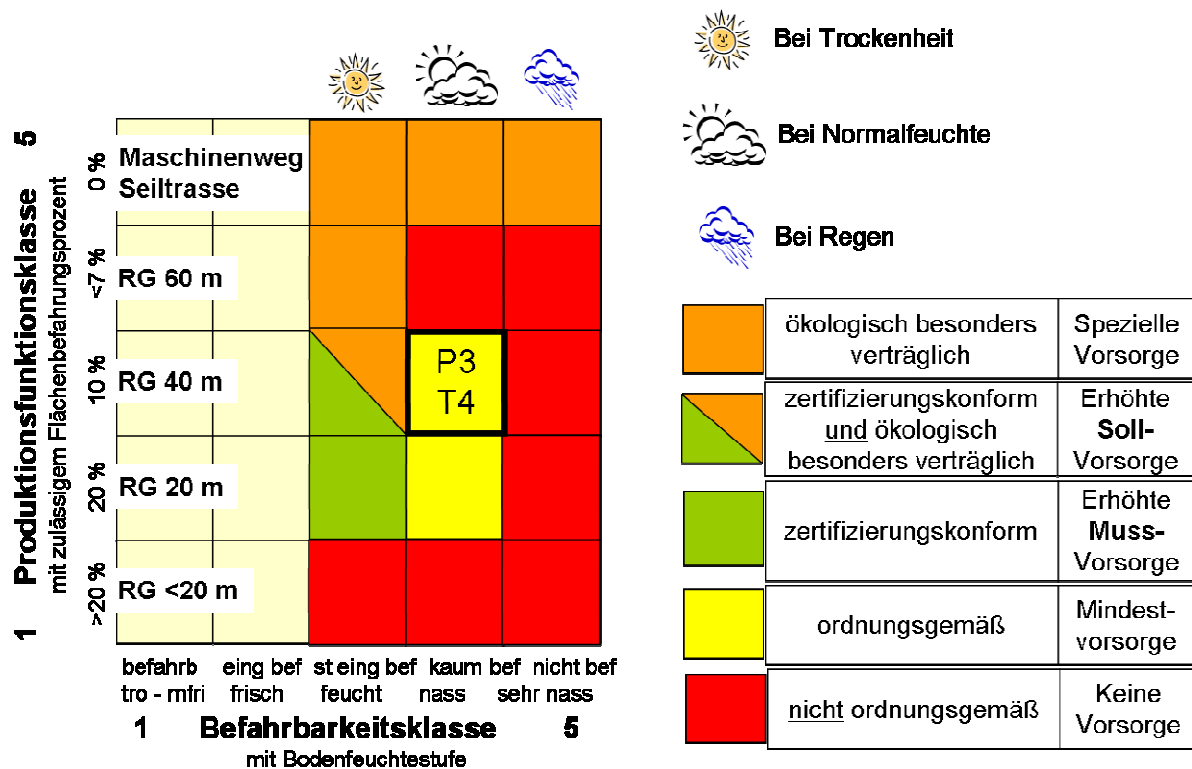 Bei Trockenheit
Bei Normalfeuchte
Bei Regen
1 Produktionsfunktionsklasse 5
mit zulässigem Flächenbefahrungsprozent
0 %
<7 %
10 %
20 %
>20 %
Maschinenweg
Seiltrasse
RG 60 m
RG 40 m
RG 20 m
RG <20 m
P3
T4
befahrb eing bef st eing bef kaum bef nicht bef
tro - mfri frisch feucht nass sehr nass
1 Befahrbarkeitsklasse 5
mit Bodenfeuchtestufe
ökologisch besonders
verträglich
Spezielle
Vorsorge
zertifizierungskonform
und ökologisch
besonders verträglich
Erhöhte
Soll-
Vorsorge
zertifizierungskonform
Erhöhte
Muss-
Vorsorge
ordnungsgemäß
Mindest-
vorsorge
nicht ordnungsgemäß
Keine
Vorsorge